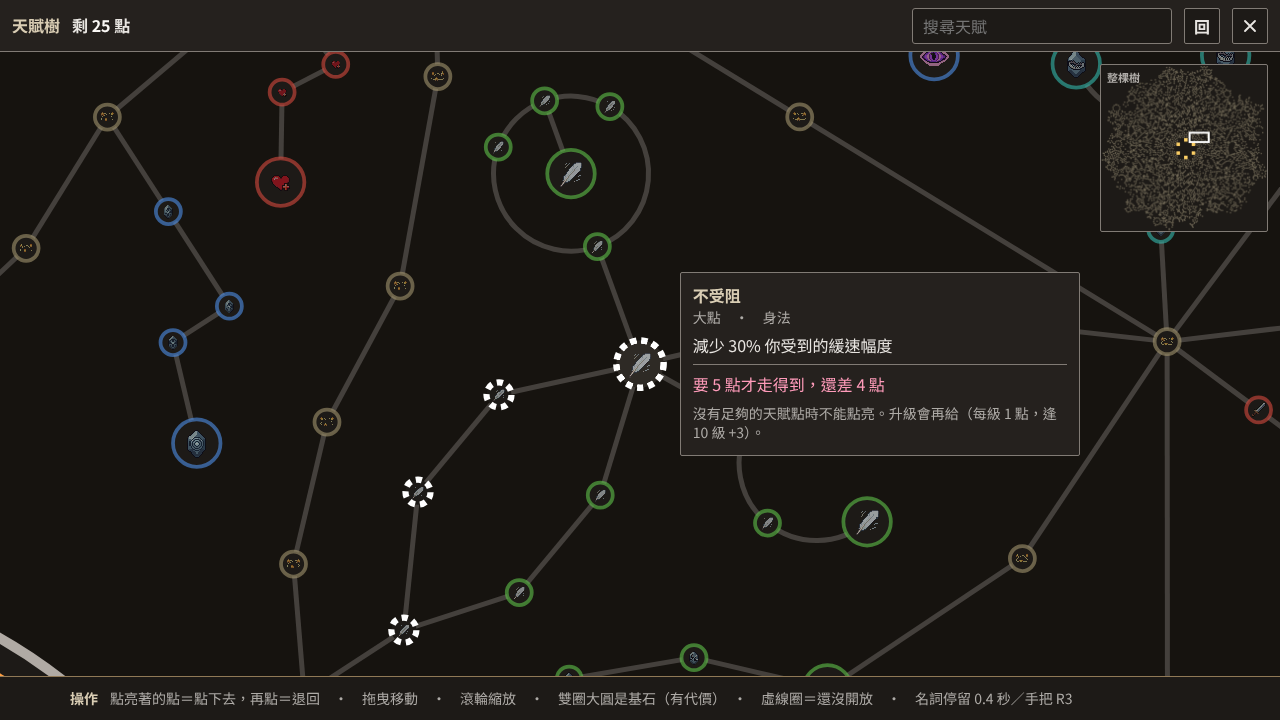 天賦樹 剩 25 點
搜尋天賦
回
整棵樹
不受阻
大點 · 身法
減少 30% 你受到的緩速幅度
要 5 點才走得到，還差 4 點
沒有足夠的天賦點時不能點亮。升級會再給（每級 1 點，逢
10 級 +3）。
操作 點亮著的點＝點下去，再點＝退回 · 拖曳移動 · 滾輪縮放 · 雙圈大圓是基石（有代價） · 虛線圈＝還沒開放 · 名詞停留 0.4 秒／手把 R3